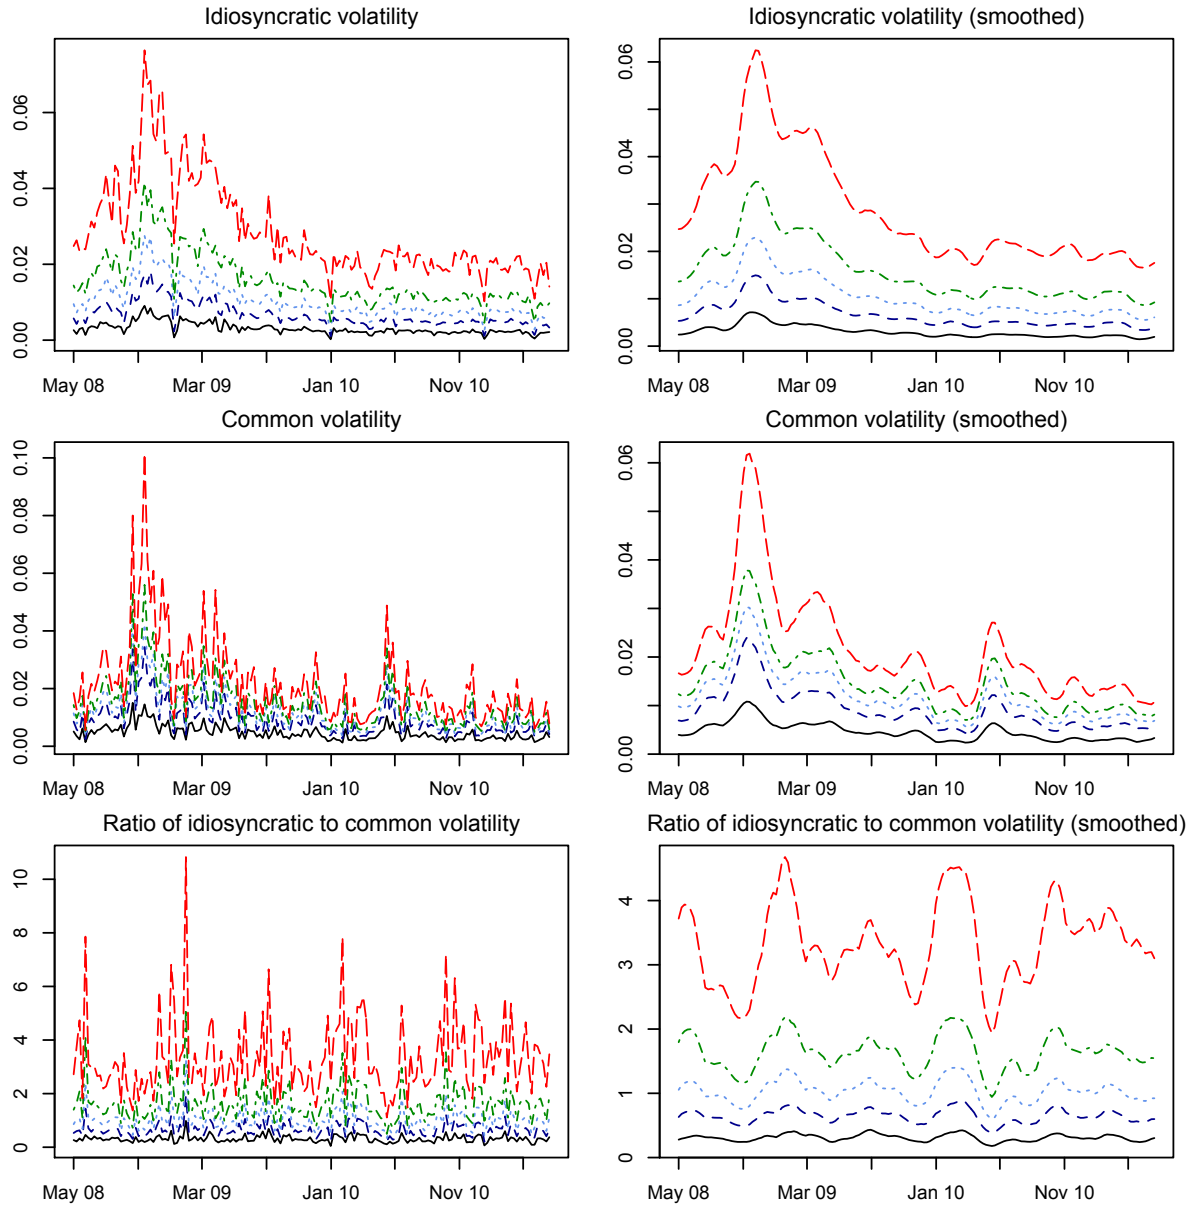 Idiosyncratic volatility
0.06
0.04
0.02
0.00
May 08 Mar 09 Jan 10 Nov 10
Idiosyncratic volatility (smoothed)
0.06
0.04
0.02
0.00
May 08 Mar 09 Jan 10 Nov 10
Common volatility
0.10
0.08
0.06
0.04
0.02
0.00
May 08 Mar 09 Jan 10 Nov 10
Common volatility (smoothed)
0.06
0.04
0.02
0.00
May 08 Mar 09 Jan 10 Nov 10
Ratio of idiosyncratic to common volatility
10
8
6
4
2
0
May 08 Mar 09 Jan 10 Nov 10
Ratio of idiosyncratic to common volatility (smoothed)
4
3
2
1
0
May 08 Mar 09 Jan 10 Nov 10